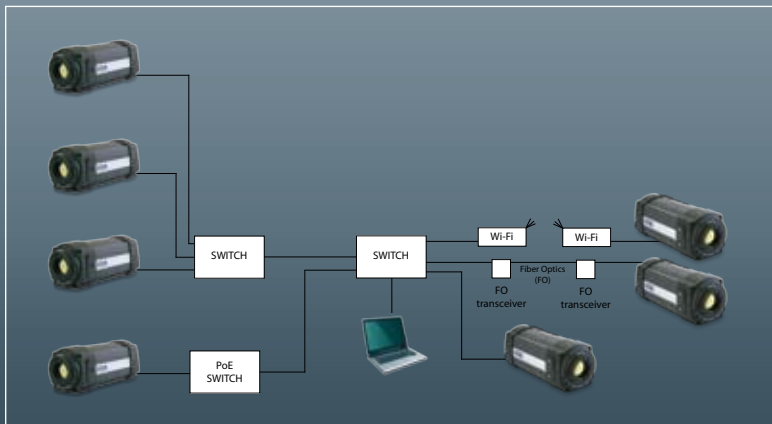 Wi-Fi
Wi-Fi
SWITCH
SWITCH
Fiber Optics
(FO)
FO
transceiver
FO
transceiver
PoE
SWITCH